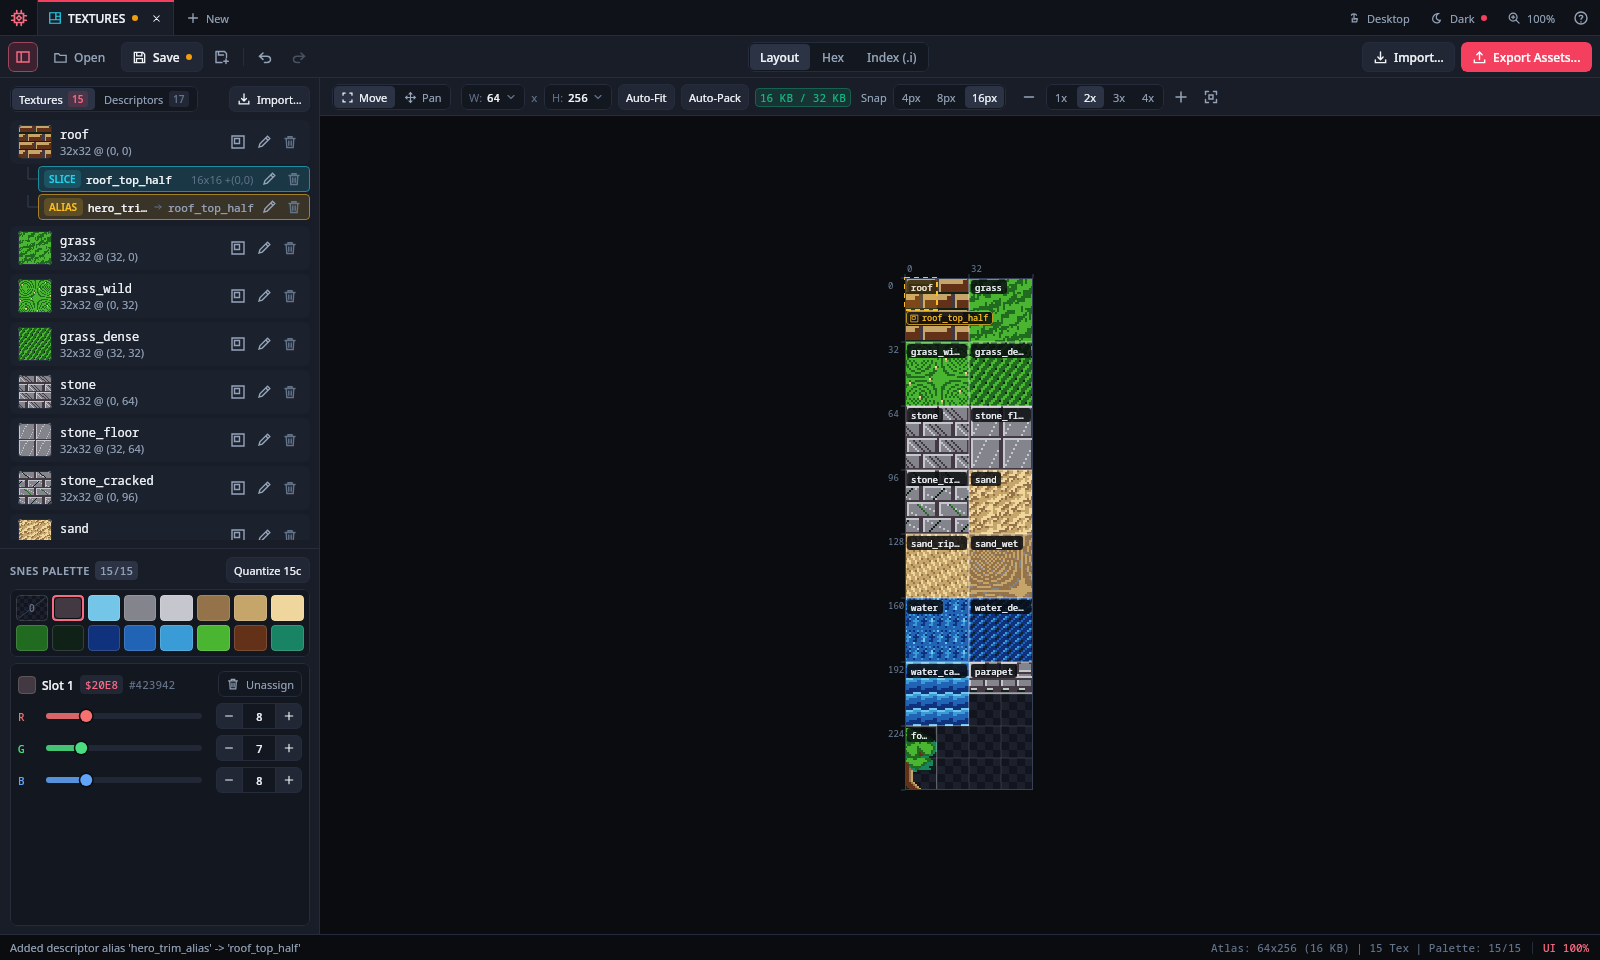 TEXTURES
New
Desktop
Dark
100%
Open
Save
Layout
Hex
Index (.i)
Import...
Export Assets...
Textures 15
Descriptors 17
Import...
Move
Pan
W: 64
x
H: 256
Auto-Fit
Auto-Pack
16 KB / 32 KB
Snap
4px
8px
16px
1x
2x
3x
4x
roof
32x32 @ (0, 0)
SLICE roof_top_half 16x16 +(0,0)
ALIAS hero_tri… → roof_top_half
grass
32x32 @ (32, 0)
grass_wild
32x32 @ (0, 32)
grass_dense
32x32 @ (32, 32)
stone
32x32 @ (0, 64)
stone_floor
32x32 @ (32, 64)
stone_cracked
32x32 @ (0, 96)
sand
SNES PALETTE 15/15
Quantize 15c
0
Slot 1 $20E8 #423942
Unassign
R 8
G 7
B 8
0 32
0
roof grass
roof_top_half
32
grass_wi… grass_de…
64
stone stone_fl…
96
stone_cr… sand
128
sand_rip… sand_wet
160
water water_de…
192
water_ca… parapet
224
fo…
Added descriptor alias 'hero_trim_alias' -> 'roof_top_half'
Atlas: 64x256 (16 KB) | 15 Tex | Palette: 15/15
UI 100%